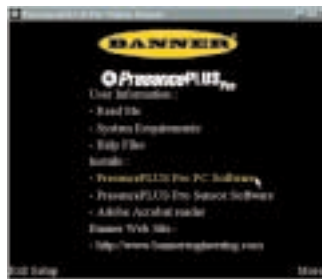 BANNER
PresencePLUS Pro
User Information:
- Read Me
- System Requirements
- Help Files
Install:
- PresencePLUS Pro PC Software
- PresencePLUS Pro Sensor Software
- Adobe Acrobat reader
Banner Web Site:
- http://www.bannerengineering.com
Exit Setup
More